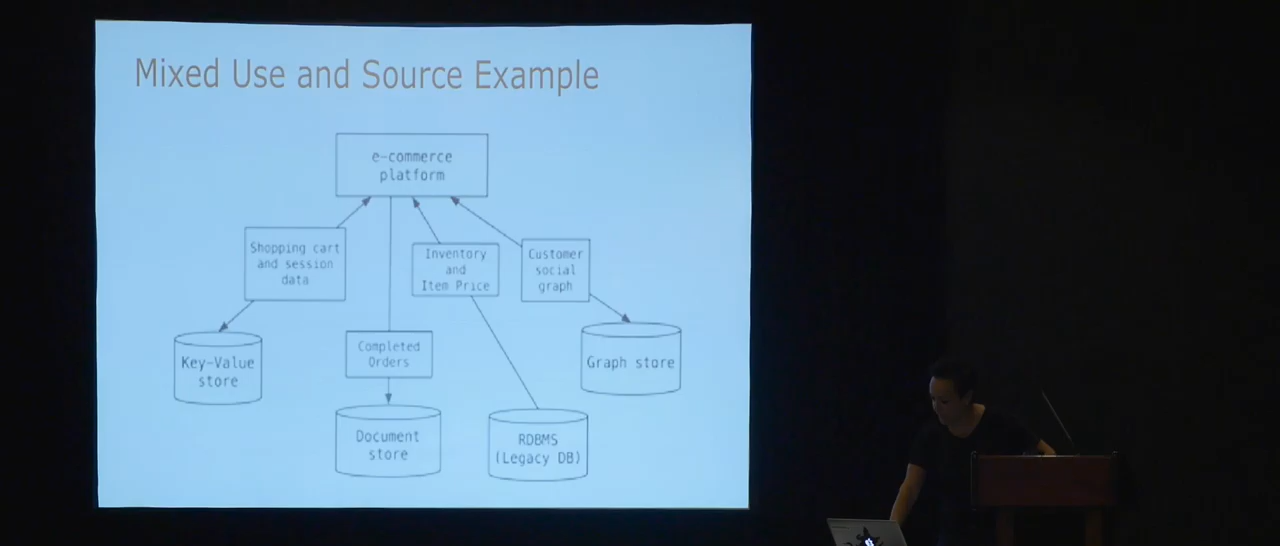 Mixed Use and Source Example
e-commerce
platform
Shopping cart
and session
data
Inventory
and
Item Price
Customer
social
graph
Completed
Orders
Key-Value
store
Graph store
Document
store
RDBMS
(Legacy DB)